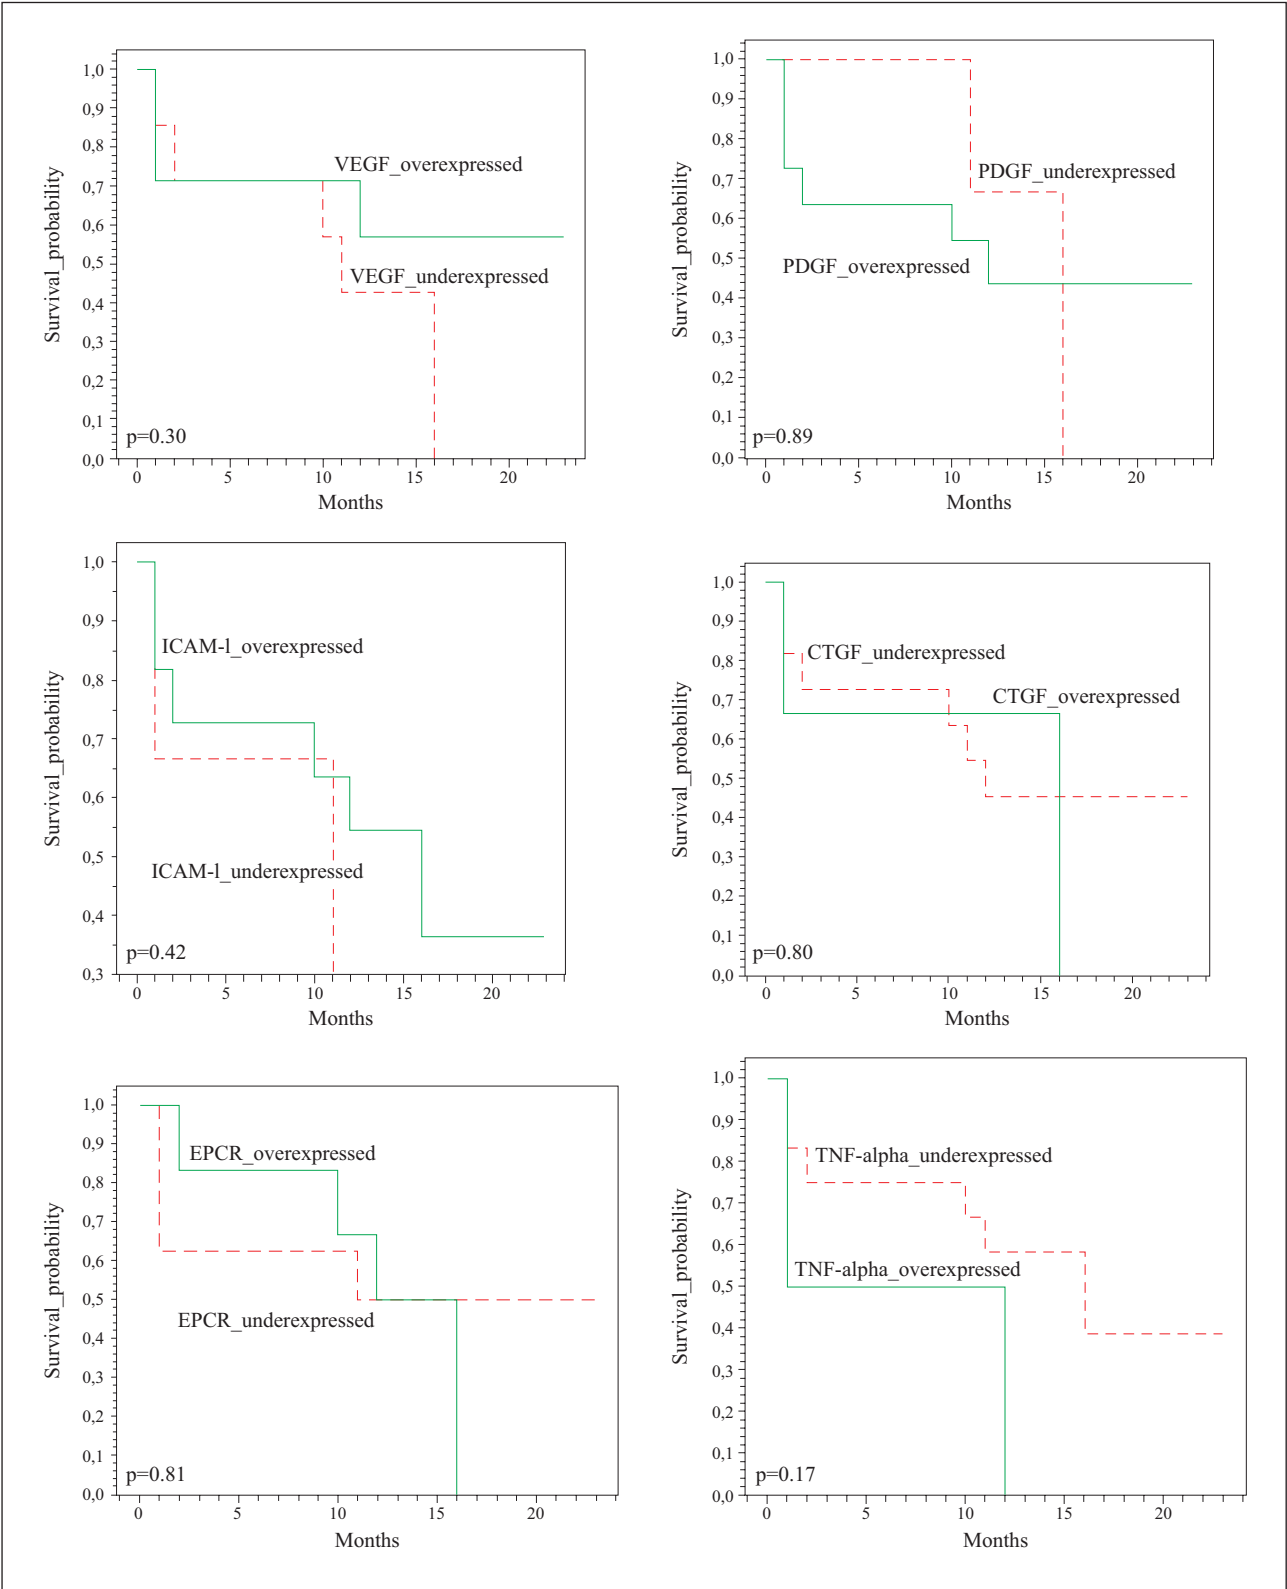 1,0
0,9
0,8
0,7
0,6
0,5
0,4
0,3
0,2
0,1
0,0
Survival_probability
VEGF_overexpressed
VEGF_underexpressed
p=0.30
0 5 10 15 20
Months
1,0
0,9
0,8
0,7
0,6
0,5
0,4
0,3
0,2
0,1
0,0
Survival_probability
PDGF_underexpressed
PDGF_overexpressed
p=0.89
0 5 10 15 20
Months
1,0
0,9
0,8
0,7
0,6
0,5
0,4
0,3
Survival_probability
ICAM-l_overexpressed
ICAM-l_underexpressed
p=0.42
0 5 10 15 20
Months
1,0
0,9
0,8
0,7
0,6
0,5
0,4
0,3
0,2
0,1
0,0
Survival_probability
CTGF_underexpressed
CTGF_overexpressed
p=0.80
0 5 10 15 20
Months
1,0
0,9
0,8
0,7
0,6
0,5
0,4
0,3
0,2
0,1
0,0
Survival_probability
EPCR_overexpressed
EPCR_underexpressed
p=0.81
0 5 10 15 20
Months
1,0
0,9
0,8
0,7
0,6
0,5
0,4
0,3
0,2
0,1
0,0
Survival_probability
TNF-alpha_underexpressed
TNF-alpha_overexpressed
p=0.17
0 5 10 15 20
Months